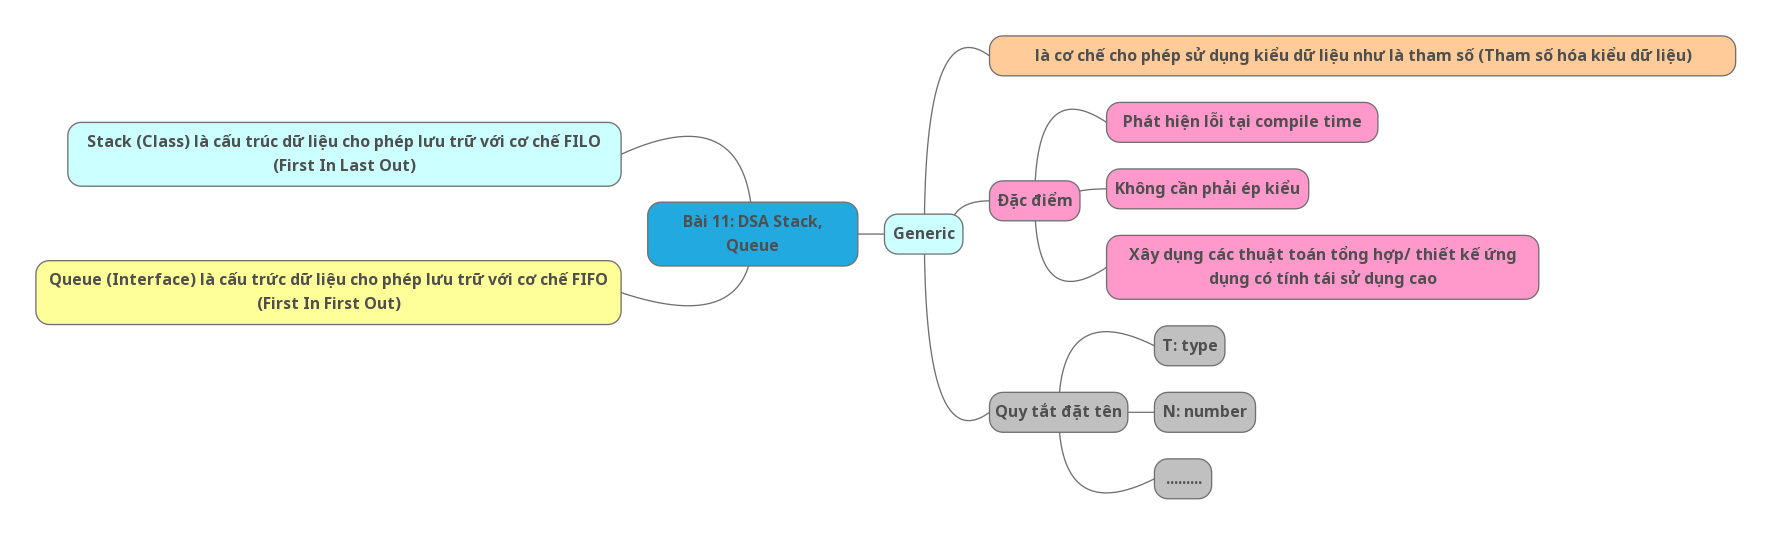 Bài 11: DSA Stack,
Queue
Stack (Class) là cấu trúc dữ liệu cho phép lưu trữ với cơ chế FILO
(First In Last Out)
Queue (Interface) là cấu trức dữ liệu cho phép lưu trữ với cơ chế FIFO
(First In First Out)
Generic
là cơ chế cho phép sử dụng kiểu dữ liệu như là tham số (Tham số hóa kiểu dữ liệu)
Đặc điểm
Phát hiện lỗi tại compile time
Không cần phải ép kiểu
Xây dụng các thuật toán tổng hợp/ thiết kế ứng
dụng có tính tái sử dụng cao
Quy tắt đặt tên
T: type
N: number
.........